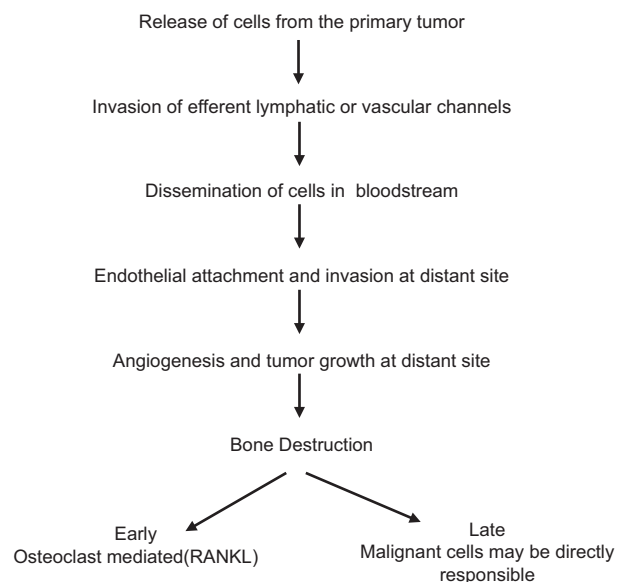 Release of cells from the primary tumor
Invasion of efferent lymphatic or vascular channels
Dissemination of cells in bloodstream
Endothelial attachment and invasion at distant site
Angiogenesis and tumor growth at distant site
Bone Destruction
Early
Osteoclast mediated(RANKL)
Late
Malignant cells may be directly
responsible